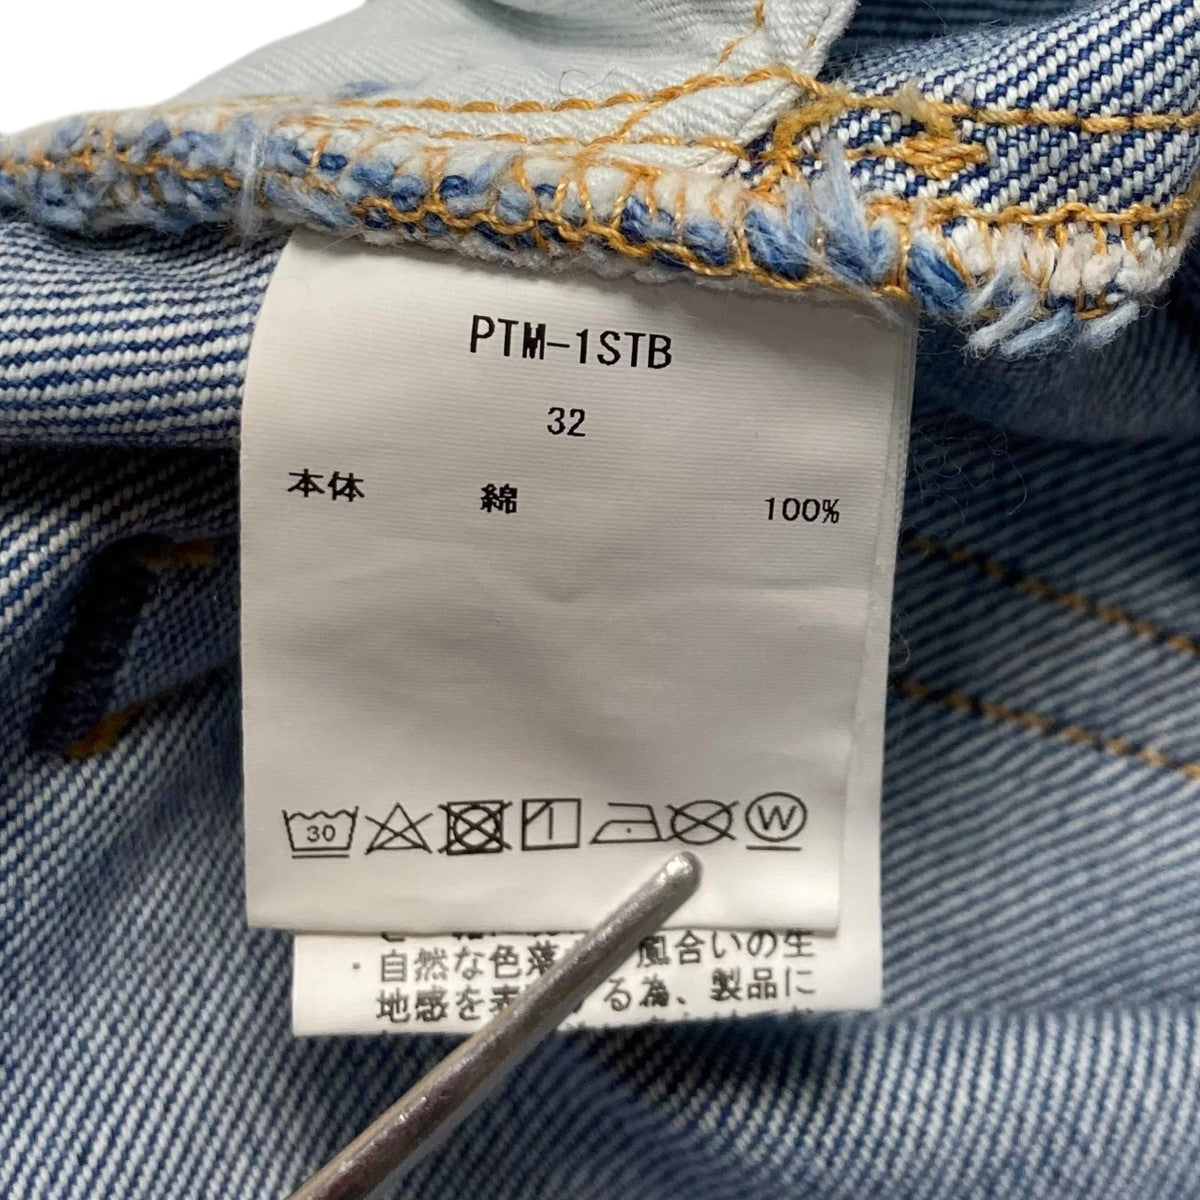 PTM-1STB
32
本体 綿 100%
30 W
・自然な色落 風合いの生
地感を表 する為、製品に